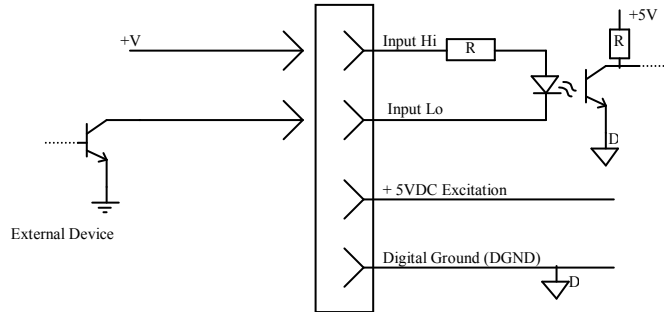 +5V
+V
Input Hi
R
R
Input Lo
D
+ 5VDC Excitation
External Device
Digital Ground (DGND)
D